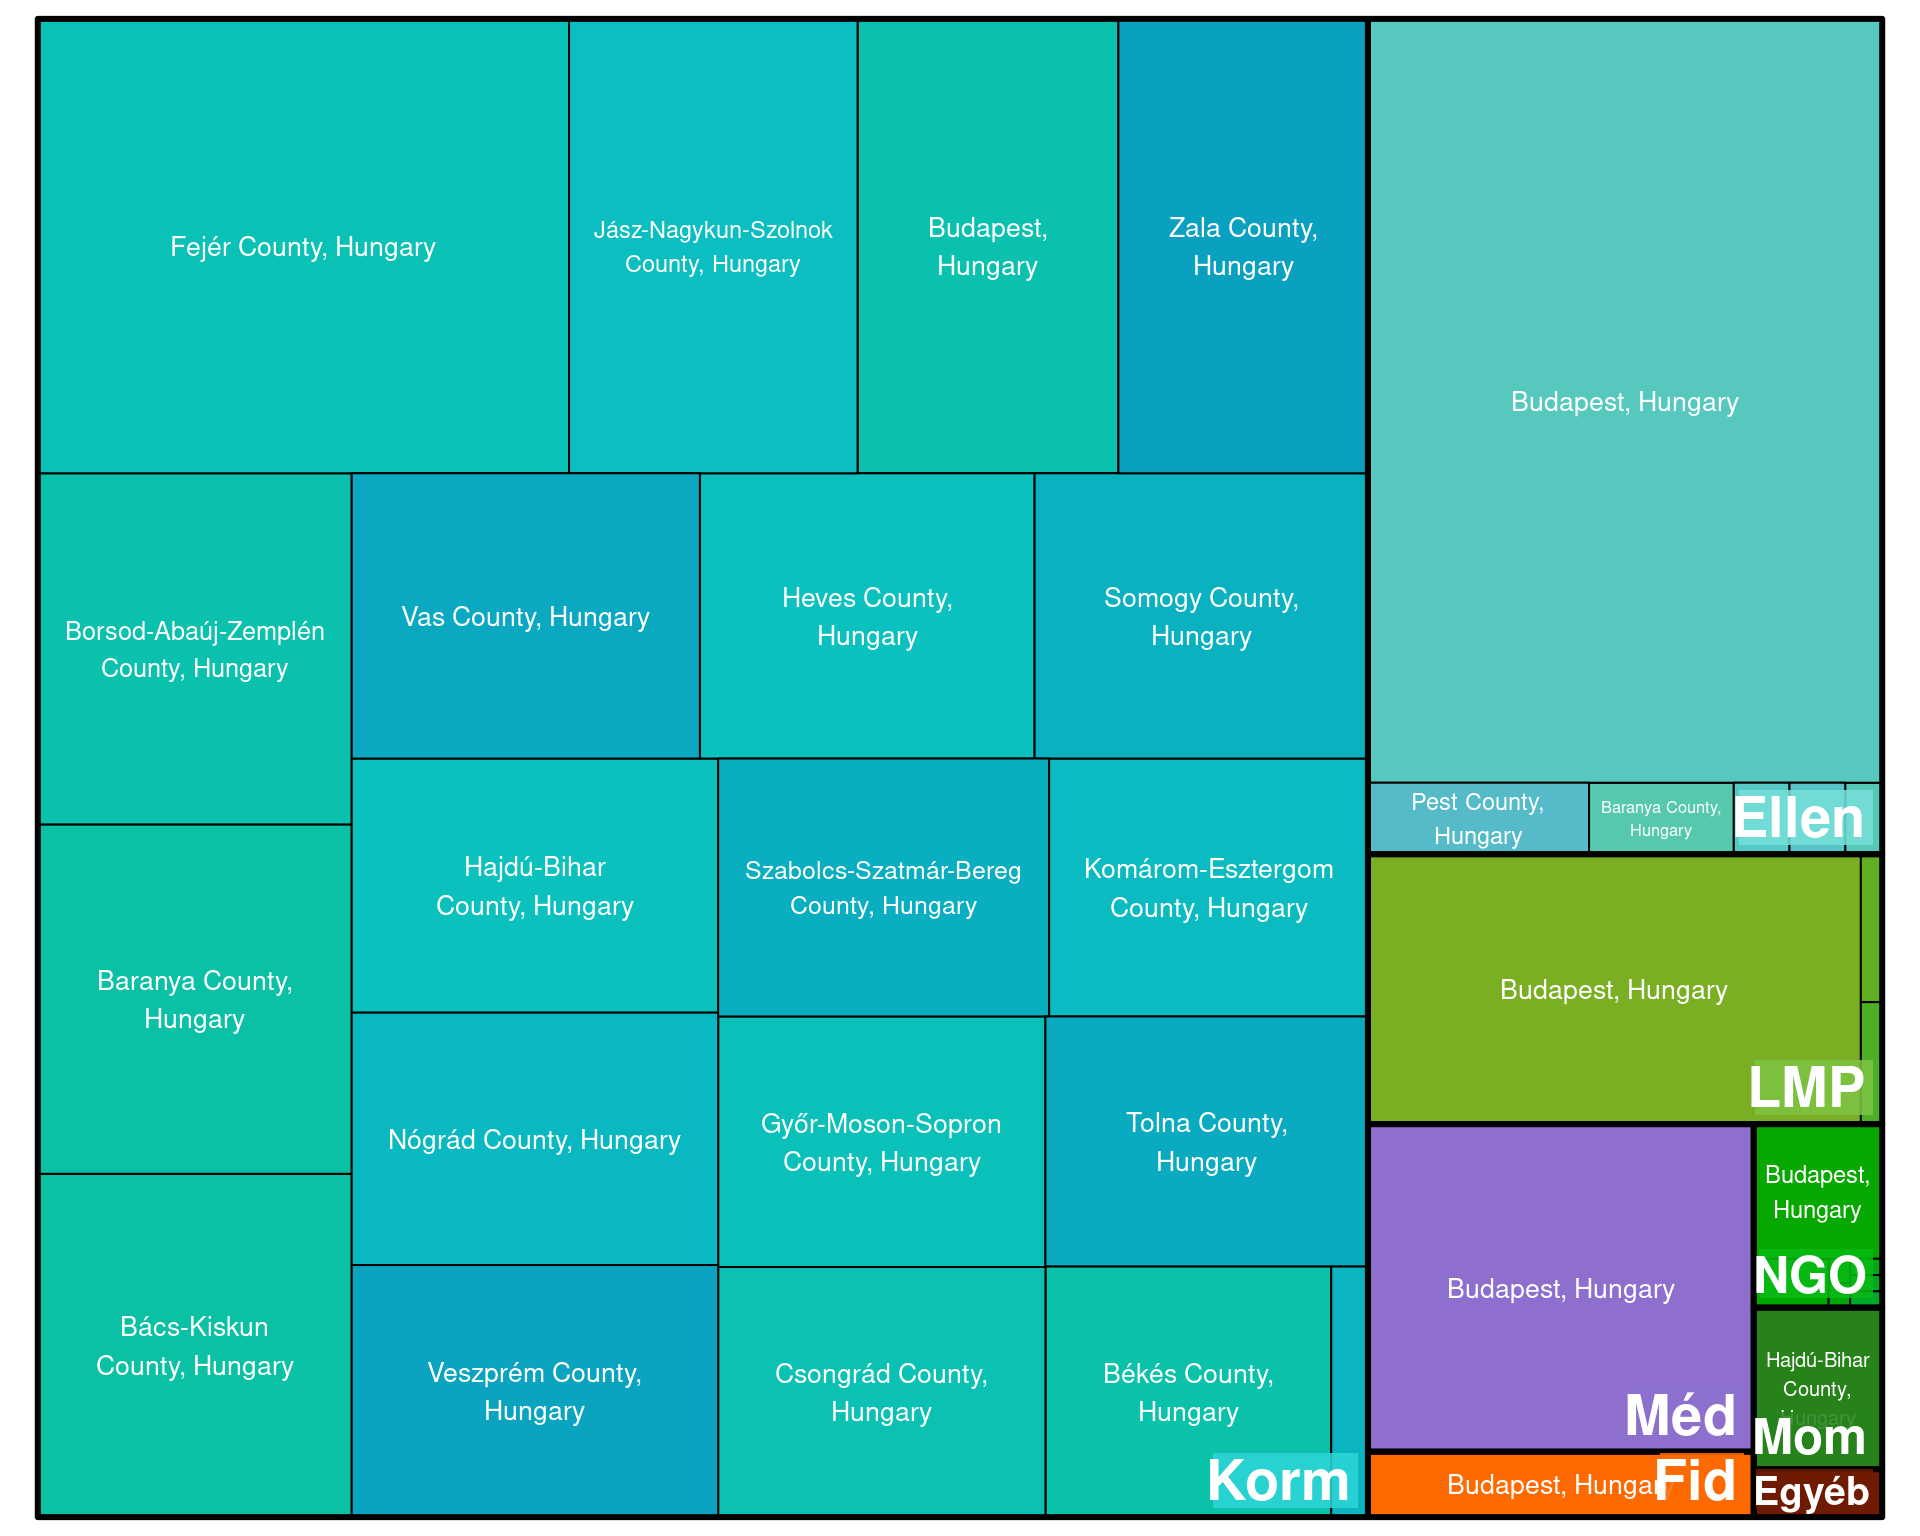 Fejér County, Hungary
Jász-Nagykun-Szolnok
County, Hungary
Budapest,
Hungary
Zala County,
Hungary
Borsod-Abaúj-Zemplén
County, Hungary
Vas County, Hungary
Heves County,
Hungary
Somogy County,
Hungary
Baranya County,
Hungary
Hajdú-Bihar
County, Hungary
Szabolcs-Szatmár-Bereg
County, Hungary
Komárom-Esztergom
County, Hungary
Nógrád County, Hungary
Győr-Moson-Sopron
County, Hungary
Tolna County,
Hungary
Bács-Kiskun
County, Hungary
Veszprém County,
Hungary
Csongrád County,
Hungary
Békés County,
Hungary
Korm
Budapest, Hungary
Pest County,
Hungary
Baranya County,
Hungary
Ellen
Budapest, Hungary
LMP
Budapest, Hungary
Méd
Budapest,
Hungary
NGO
Hajdú-Bihar
County,
Hungary
Mom
Budapest, Hungary
Fid
Egyéb